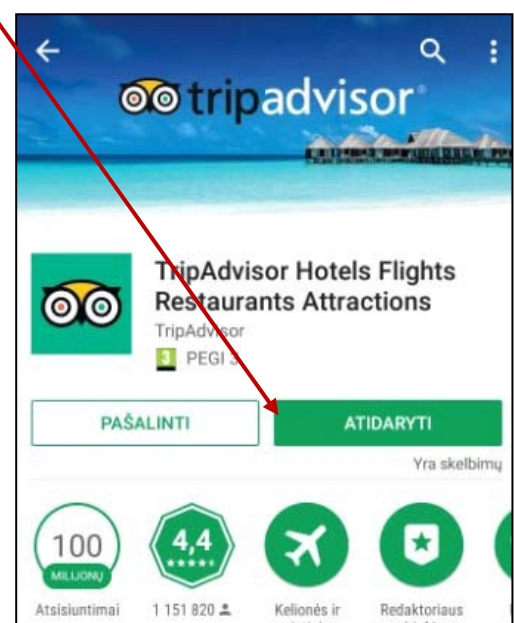 tripadvisor®
TripAdvisor Hotels Flights
Restaurants Attractions
TripAdvisor
3 PEGI 3
PAŠALINTI
ATIDARYTI
Yra skelbimų
100
MILIJONŲ
4,4
Atsisiuntimai
1 151 820
Kelionės ir
Redaktoriaus